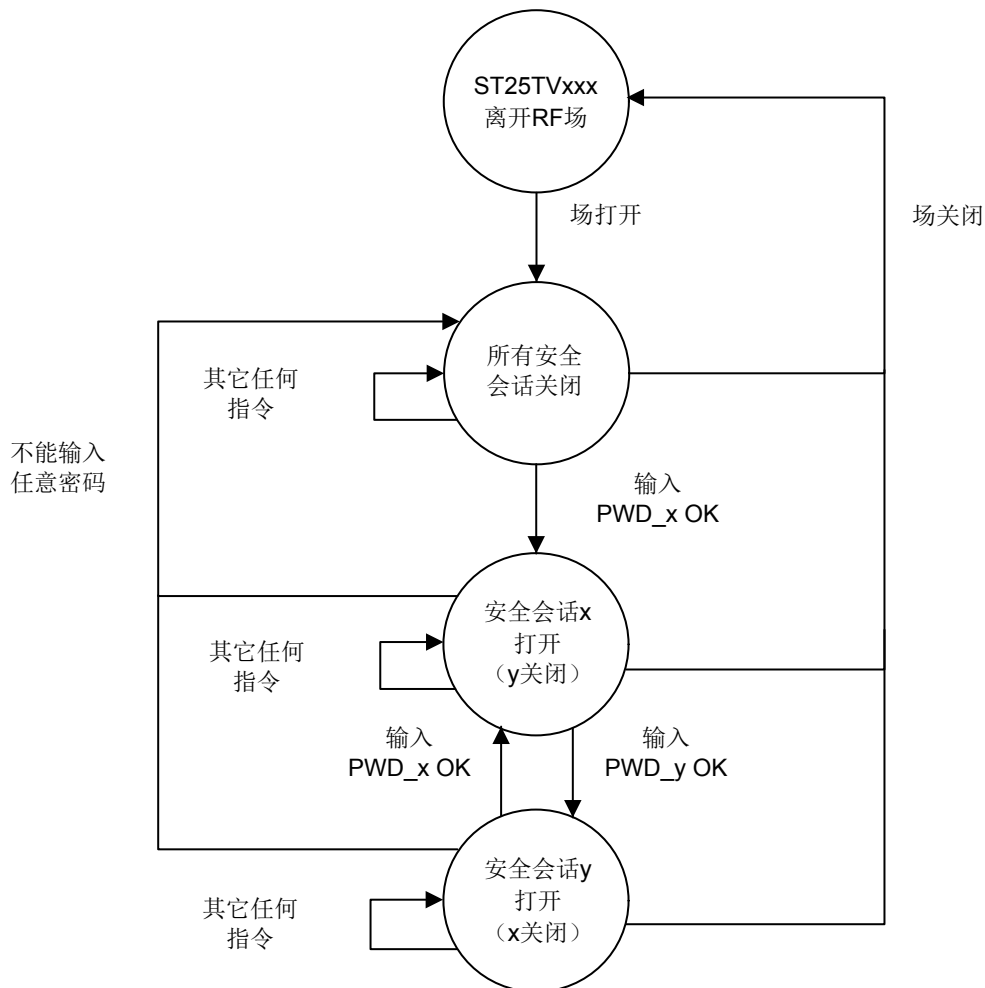 ST25TVxxx
离开RF场
场打开
场关闭
所有安全
会话关闭
其它任何
指令
不能输入
任意密码
输入
PWD_x OK
安全会话x
打开
（y关闭）
其它任何
指令
输入
PWD_x OK
输入
PWD_y OK
安全会话y
打开
（x关闭）
其它任何
指令